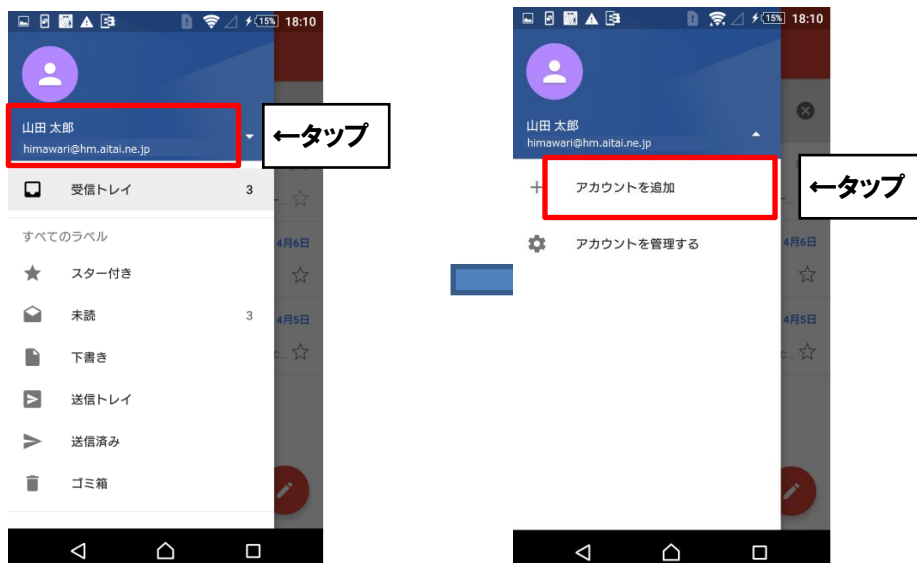 15% 18:10
山田 太郎
himawari@hm.aitai.ne.jp
←タップ
受信トレイ 3
すべてのラベル
4月6日
スター付き
未読 3
4月5日
下書き
送信トレイ
送信済み
ゴミ箱
15% 18:10
山田 太郎
himawari@hm.aitai.ne.jp
アカウントを追加
←タップ
アカウントを管理する
4月6日
4月5日